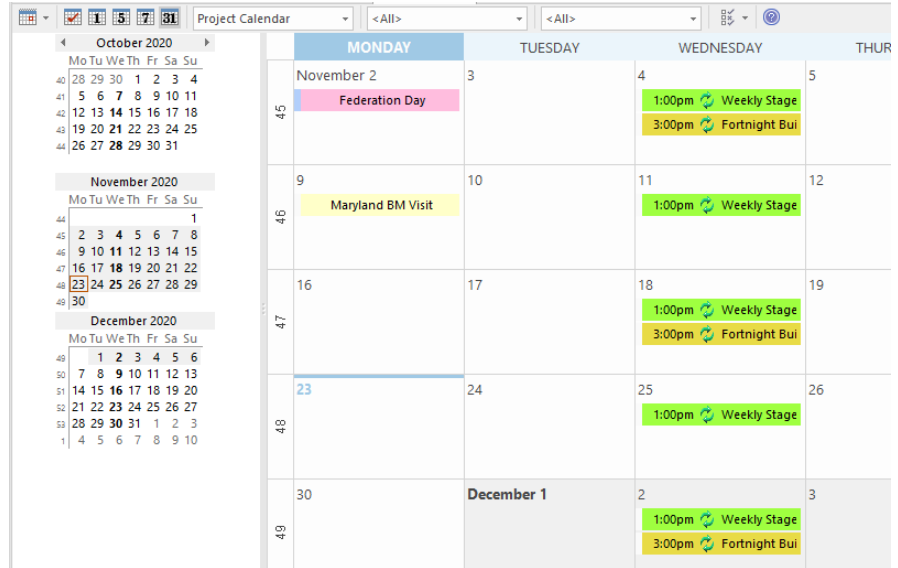 1 5 7 31 Project Calendar <All> <All>
October 2020
Mo Tu We Th Fr Sa Su
40 28 29 30 1 2 3 4
41 5 6 7 8 9 10 11
42 12 13 14 15 16 17 18
43 19 20 21 22 23 24 25
44 26 27 28 29 30 31
November 2020
Mo Tu We Th Fr Sa Su
44 1
45 2 3 4 5 6 7 8
46 9 10 11 12 13 14 15
47 16 17 18 19 20 21 22
48 23 24 25 26 27 28 29
49 30
December 2020
Mo Tu We Th Fr Sa Su
49 1 2 3 4 5 6
50 7 8 9 10 11 12 13
51 14 15 16 17 18 19 20
52 21 22 23 24 25 26 27
53 28 29 30 31 1 2 3
1 4 5 6 7 8 9 10
MONDAY TUESDAY WEDNESDAY THUR
45
November 2 3 4 5
Federation Day 1:00pm Weekly Stage
3:00pm Fortnight Bui
46
9 10 11 12
Maryland BM Visit 1:00pm Weekly Stage
47
16 17 18 19
1:00pm Weekly Stage
3:00pm Fortnight Bui
48
23 24 25 26
1:00pm Weekly Stage
49
30 December 1 2 3
1:00pm Weekly Stage
3:00pm Fortnight Bui